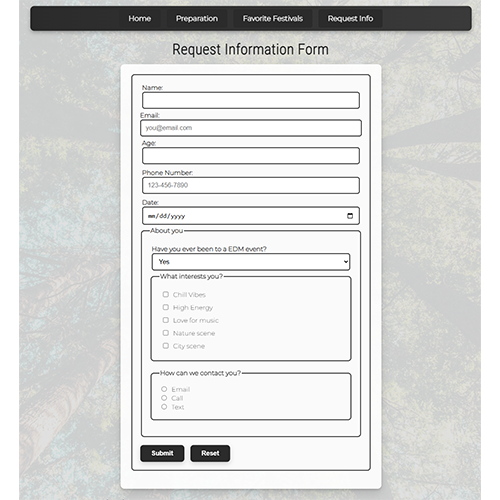 Home Preparation Favorite Festivals Request Info
Request Information Form
Name:
Email:
you@email.com
Age:
Phone Number:
123-456-7890
Date:
mm/dd/yyyy
About you
Have you ever been to a EDM event?
Yes
What interests you?
Chill Vibes
High Energy
Love for music
Nature scene
City scene
How can we contact you?
Email
Call
Text
Submit Reset